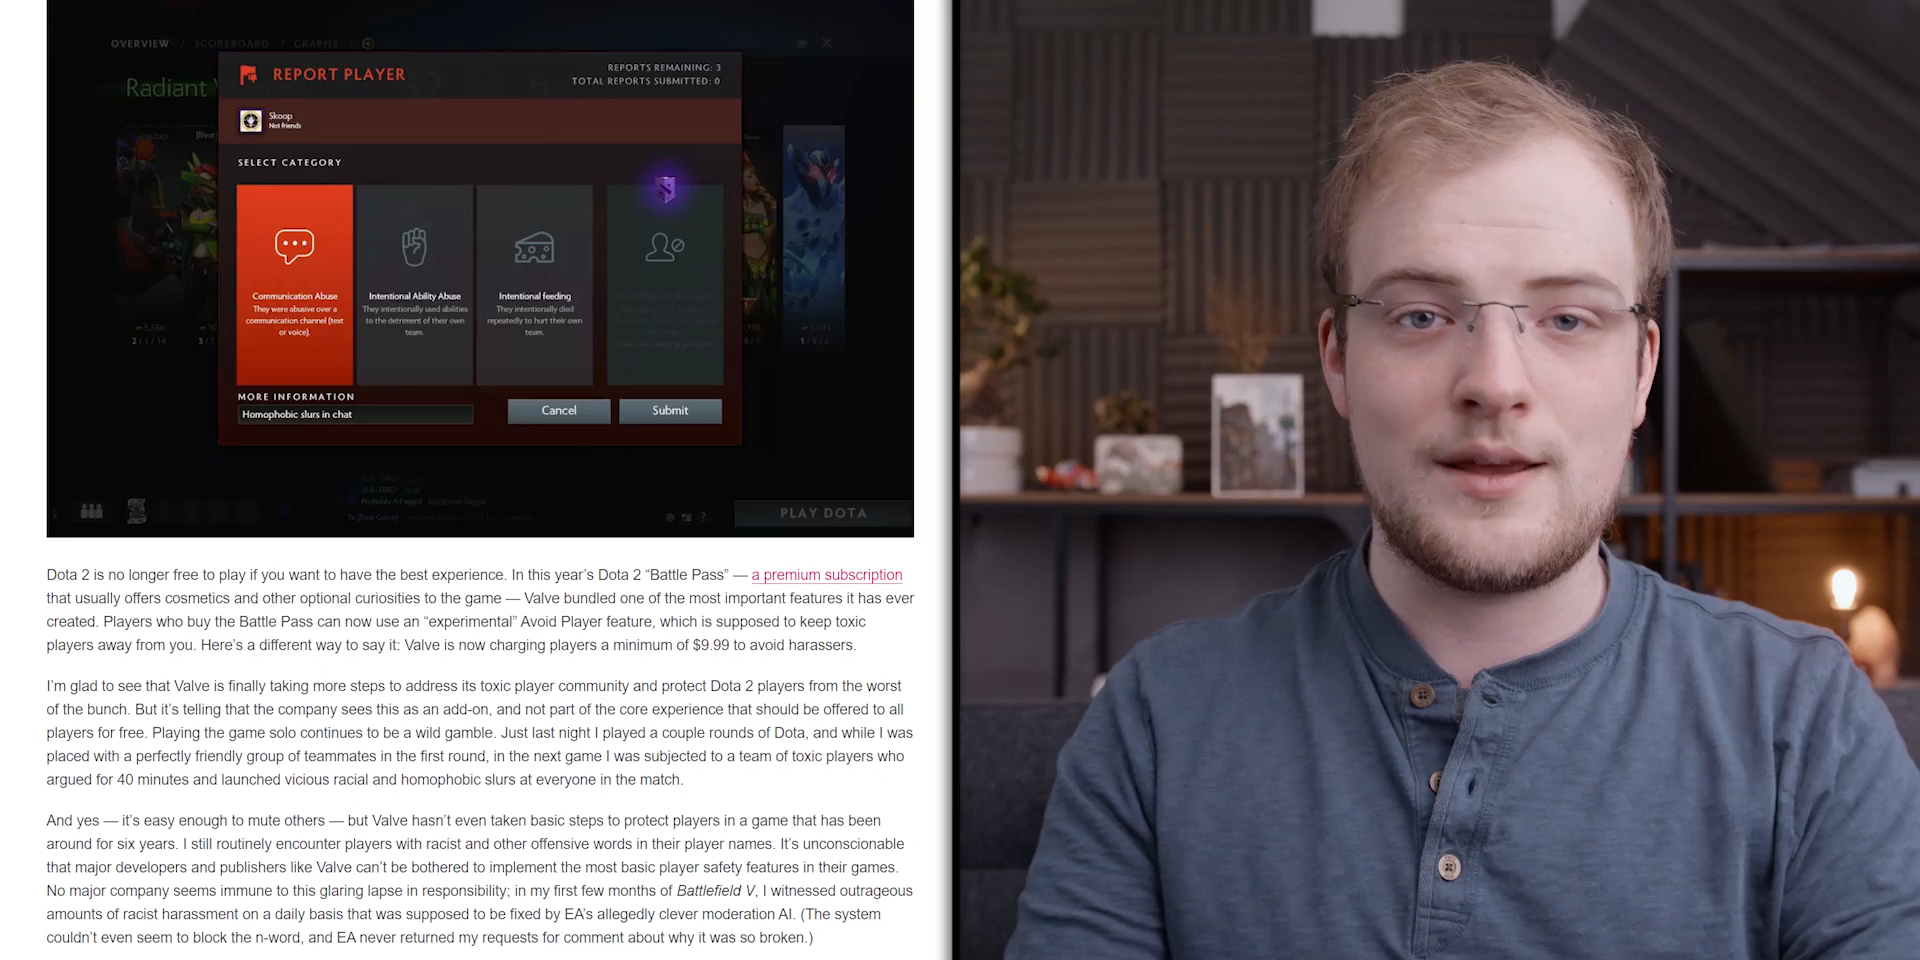 OVERVIEW / SCOREBOARD / GRAPHS /
Radiant
REPORT PLAYER
REPORTS REMAINING: 3
TOTAL REPORTS SUBMITTED: 0
Skoop
Not friends
SELECT CATEGORY
Communication Abuse
They were abusive over a
communication channel (text
or voice).
Intentional Ability Abuse
They intentionally used abilities
to the detriment of their own
team.
Intentional feeding
They intentionally died
repeatedly to hurt their own
team.
5,556
2 / 1 / 14
3,591
1 / 9 / 2
MORE INFORMATION
Homophobic slurs in chat
Cancel
Submit
PLAY DOTA
Dota 2 is no longer free to play if you want to have the best experience. In this year’s Dota 2 “Battle Pass” — a premium subscription
that usually offers cosmetics and other optional curiosities to the game — Valve bundled one of the most important features it has ever
created. Players who buy the Battle Pass can now use an “experimental” Avoid Player feature, which is supposed to keep toxic
players away from you. Here’s a different way to say it: Valve is now charging players a minimum of $9.99 to avoid harassers.
I’m glad to see that Valve is finally taking more steps to address its toxic player community and protect Dota 2 players from the worst
of the bunch. But it’s telling that the company sees this as an add-on, and not part of the core experience that should be offered to all
players for free. Playing the game solo continues to be a wild gamble. Just last night I played a couple rounds of Dota, and while I was
placed with a perfectly friendly group of teammates in the first round, in the next game I was subjected to a team of toxic players who
argued for 40 minutes and launched vicious racial and homophobic slurs at everyone in the match.
And yes — it’s easy enough to mute others — but Valve hasn’t even taken basic steps to protect players in a game that has been
around for six years. I still routinely encounter players with racist and other offensive words in their player names. It’s unconscionable
that major developers and publishers like Valve can’t be bothered to implement the most basic player safety features in their games.
No major company seems immune to this glaring lapse in responsibility; in my first few months of Battlefield V, I witnessed outrageous
amounts of racist harassment on a daily basis that was supposed to be fixed by EA’s allegedly clever moderation AI. (The system
couldn’t even seem to block the n-word, and EA never returned my requests for comment about why it was so broken.)